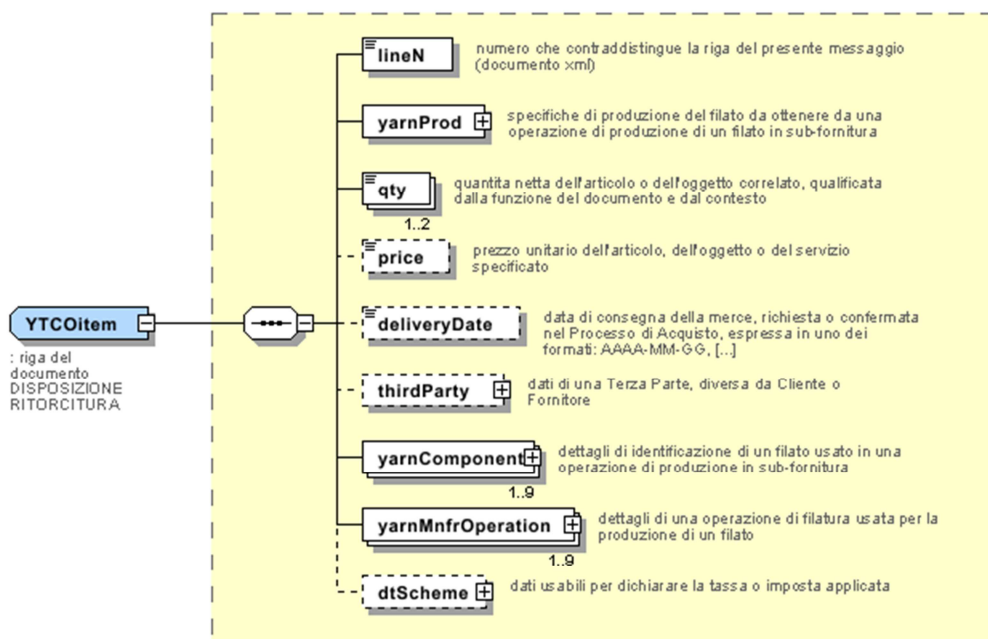 lineN
numero che contraddistingue la riga del presente messaggio
(documento xml)
yarnProd
specifiche di produzione del filato da ottenere da una
operazione di produzione di un filato in sub-fornitura
qty
quantita netta dell'articolo o dell'oggetto correlato, qualificata
dalla funzione del documento e dal contesto
1..2
price
prezzo unitario dell'articolo, dell'oggetto o del servizio
specificato
YTCOitem
: riga del
documento
DISPOSIZIONE
RITORCITURA
deliveryDate
data di consegna della merce, richiesta o confermata
nel Processo di Acquisto, espressa in uno dei
formati: AAAA-MM-GG, [...]
thirdParty
dati di una Terza Parte, diversa da Cliente o
Fornitore
yarnComponent
dettagli di identificazione di un filato usato in una
operazione di produzione in sub-fornitura
1..9
yarnMnfrOperation
dettagli di una operazione di filatura usata per la
produzione di un filato
1..9
dtScheme
dati usabili per dichiarare la tassa o imposta applicata